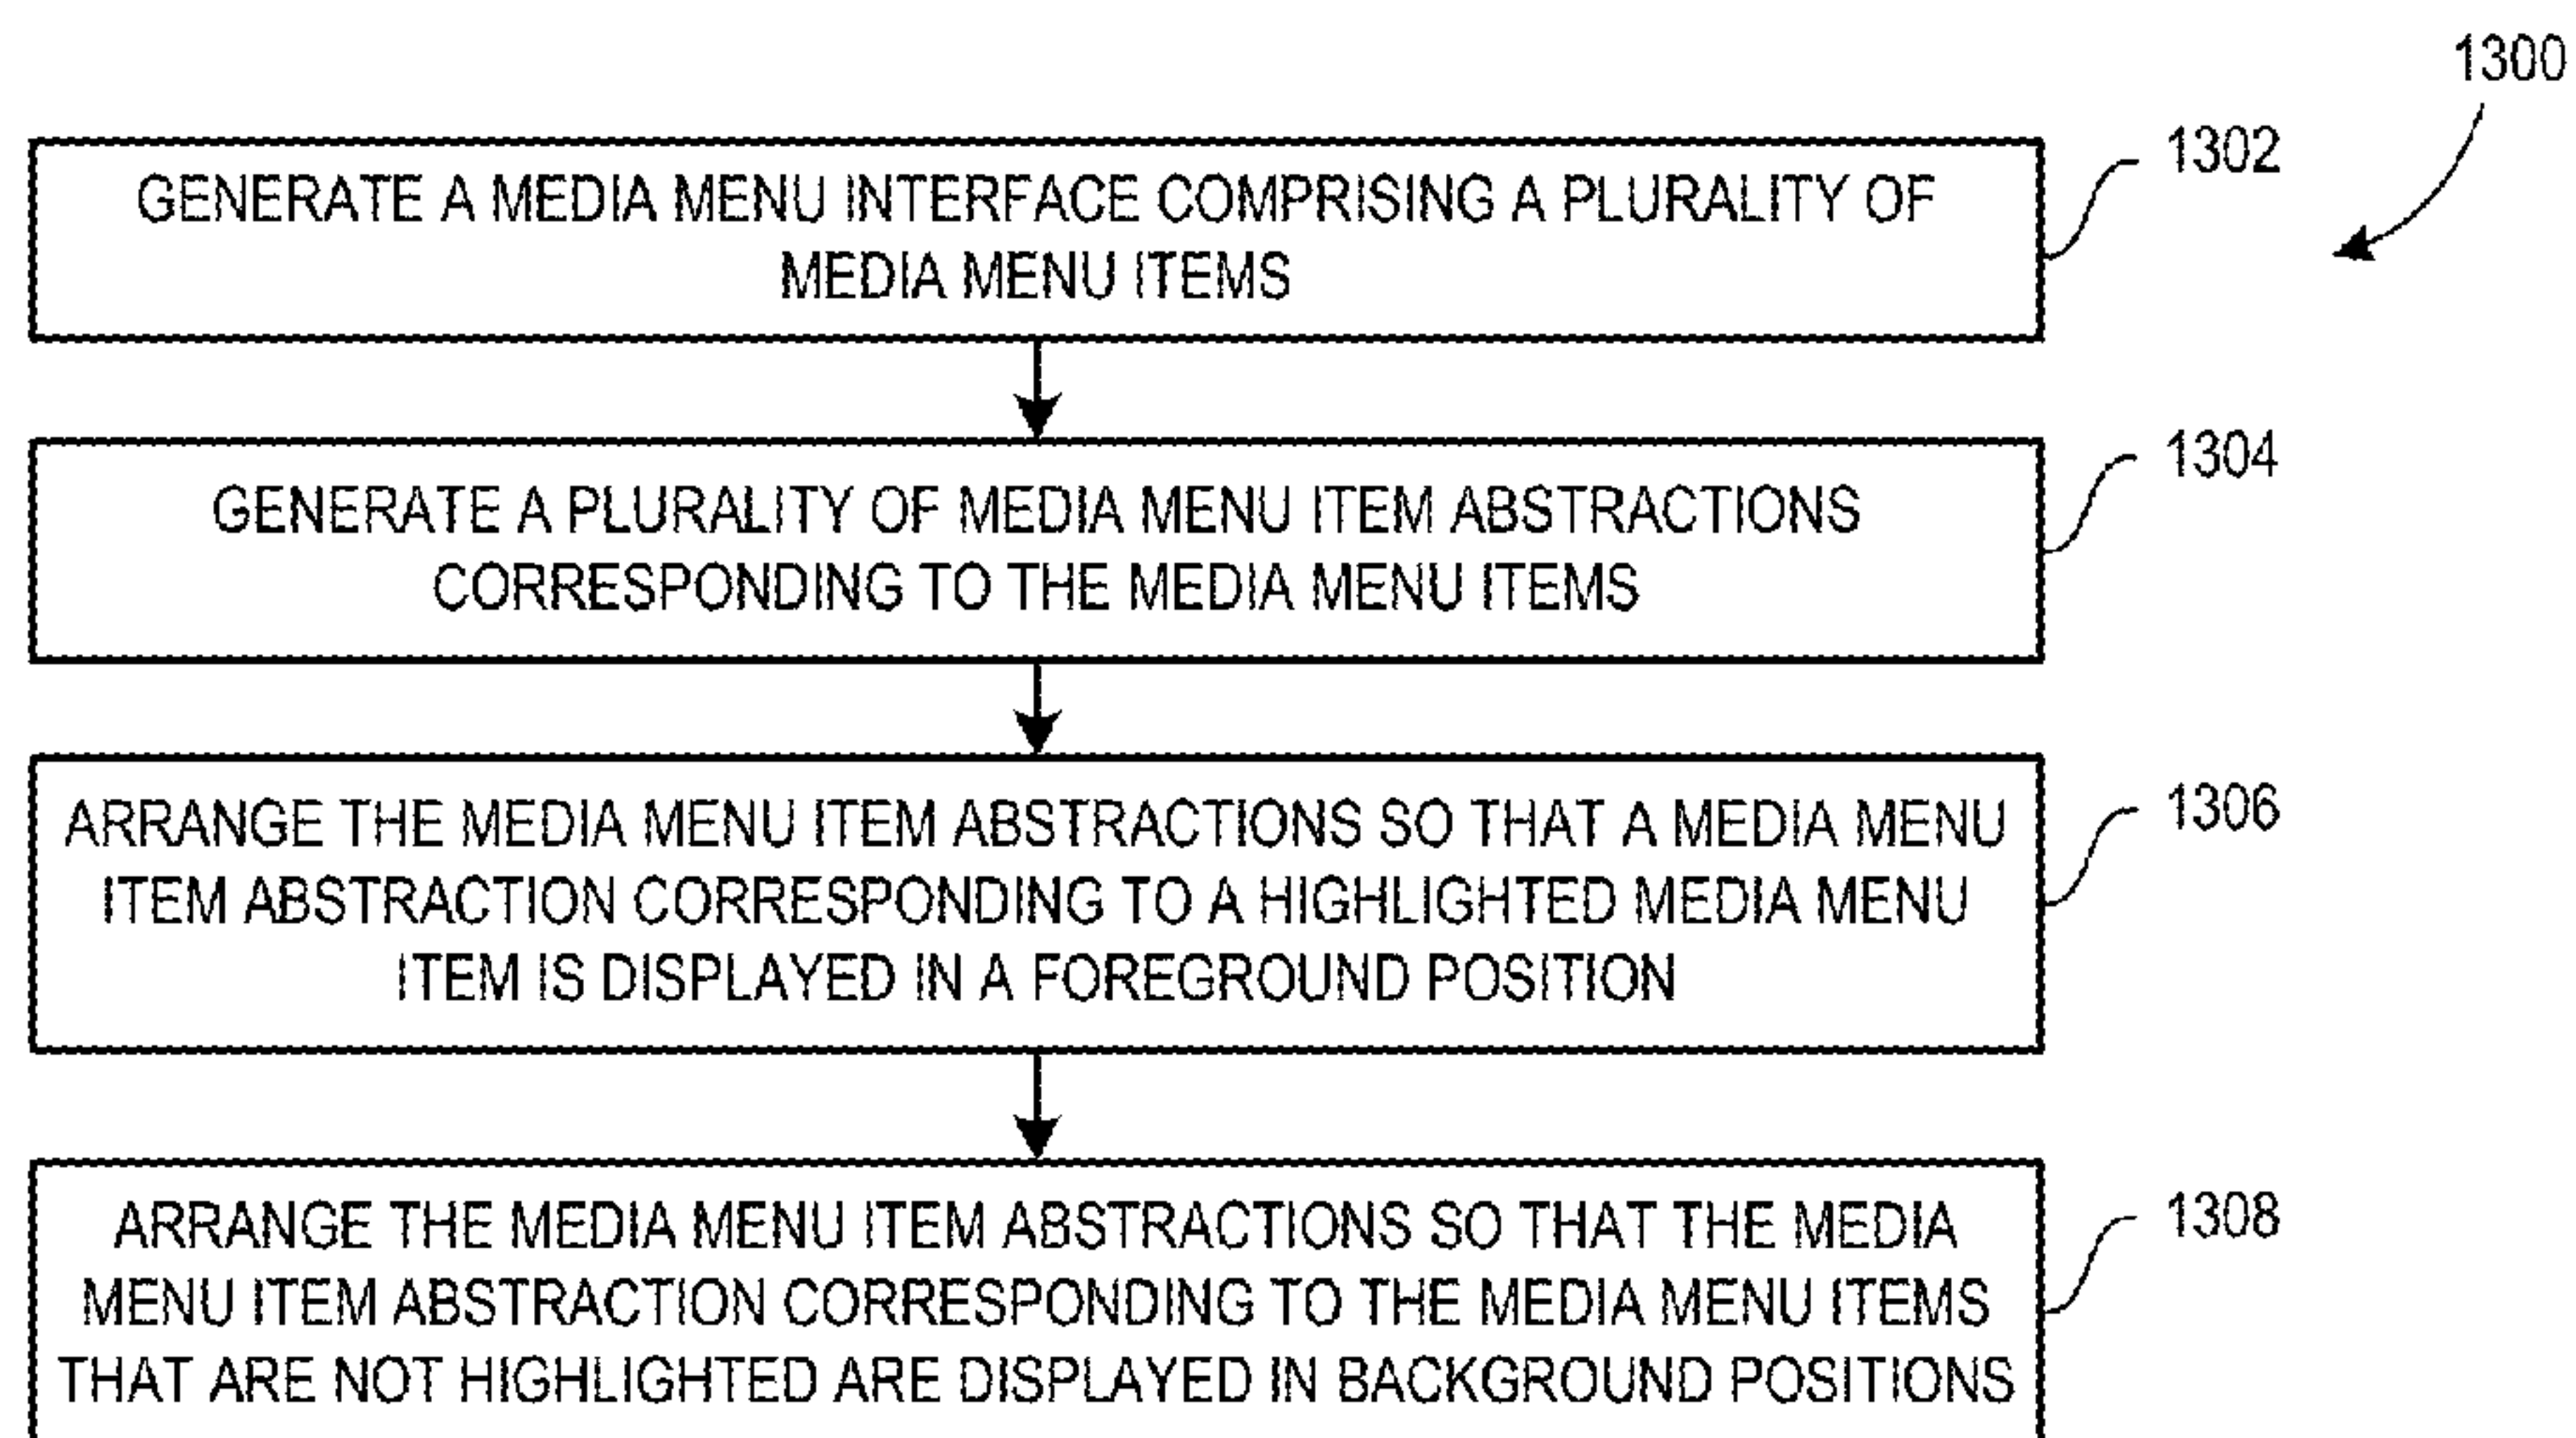 1300
1302
GENERATE A MEDIA MENU INTERFACE COMPRISING A PLURALITY OF
MEDIA MENU ITEMS
1304
GENERATE A PLURALITY OF MEDIA MENU ITEM ABSTRACTIONS
CORRESPONDING TO THE MEDIA MENU ITEMS
1306
ARRANGE THE MEDIA MENU ITEM ABSTRACTIONS SO THAT A MEDIA MENU
ITEM ABSTRACTION CORRESPONDING TO A HIGHLIGHTED MEDIA MENU
ITEM IS DISPLAYED IN A FOREGROUND POSITION
1308
ARRANGE THE MEDIA MENU ITEM ABSTRACTIONS SO THAT THE MEDIA
MENU ITEM ABSTRACTION CORRESPONDING TO THE MEDIA MENU ITEMS
THAT ARE NOT HIGHLIGHTED ARE DISPLAYED IN BACKGROUND POSITIONS